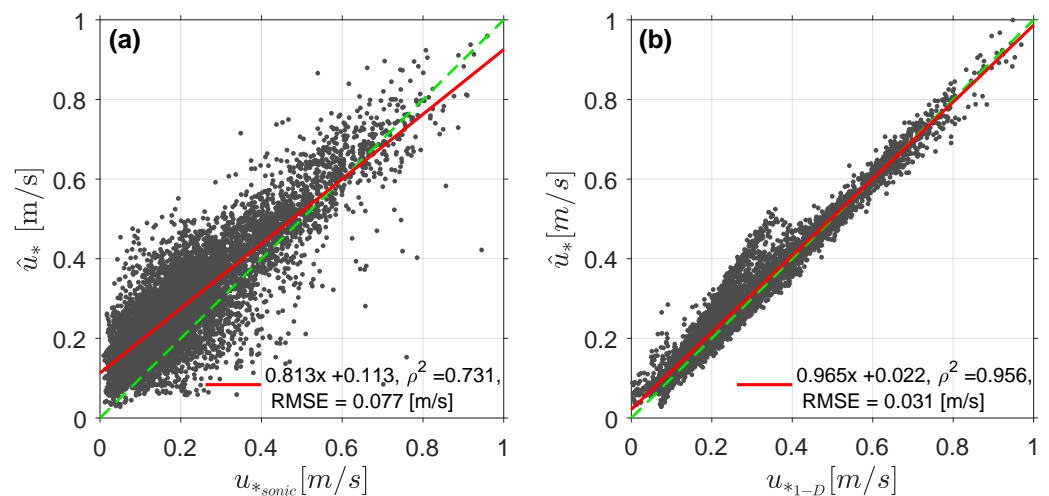 (a)
1
0.8
0.6
0.4
0.2
0
û* [m/s]
0.813x +0.113, ρ² =0.731,
RMSE = 0.077 [m/s]
0 0.2 0.4 0.6 0.8 1
u*sonic[m/s]
(b)
1
0.8
0.6
0.4
0.2
0
û*[m/s]
0.965x +0.022, ρ² =0.956,
RMSE = 0.031 [m/s]
0 0.2 0.4 0.6 0.8 1
u*1−D[m/s]